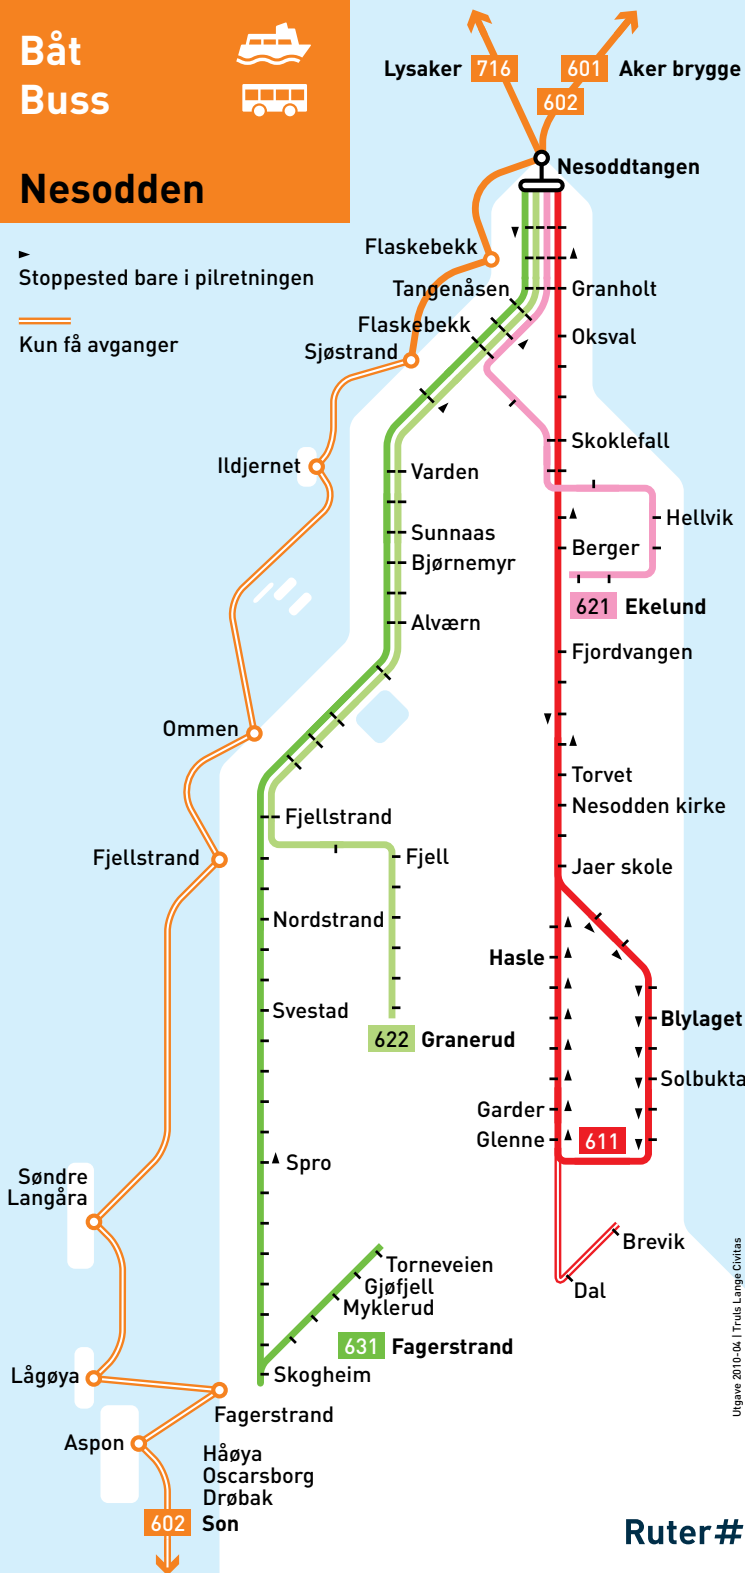 Båt
Buss
Nesodden
Stoppested bare i pilretningen
Kun få avganger
Lysaker 716
601 Aker brygge
602
Nesoddtangen
Flaskebekk
Tangenåsen
Granholt
Flaskebekk
Oksval
Sjøstrand
Skoklefall
Ildjernet
Varden
Hellvik
Sunnaas
Berger
Bjørnemyr
621 Ekelund
Alværn
Fjordvangen
Ommen
Torvet
Nesodden kirke
Fjellstrand
Fjellstrand
Fjell
Jaer skole
Nordstrand
Hasle
Svestad
Blylaget
622 Granerud
Solbukta
Garder
Glenne
611
Spro
Søndre
Langåra
Brevik
Torneveien
Gjøfjell
Myklerud
Dal
631 Fagerstrand
Skogheim
Lågøya
Fagerstrand
Aspon
Håøya
Oscarsborg
Drøbak
602 Son
Utgave 2010-04 | Truls Lange Civitas
Ruter#